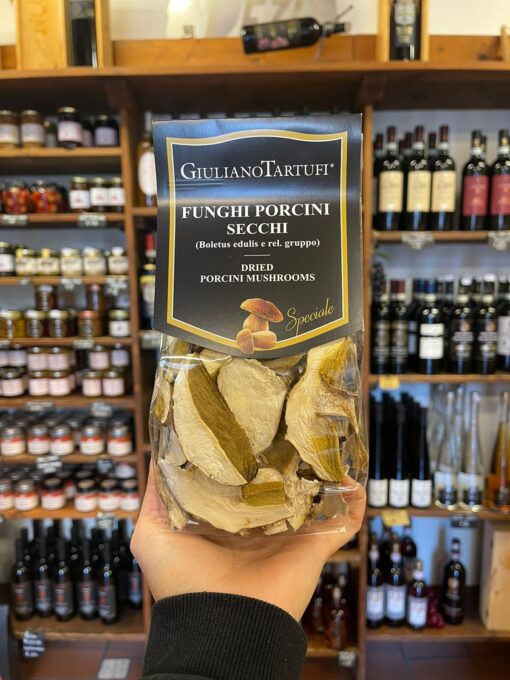 GIULIANOTARTUFI®
FUNGHI PORCINI
SECCHI
(Boletus edulis e rel. gruppo)
DRIED
PORCINI MUSHROOMS
Speciale